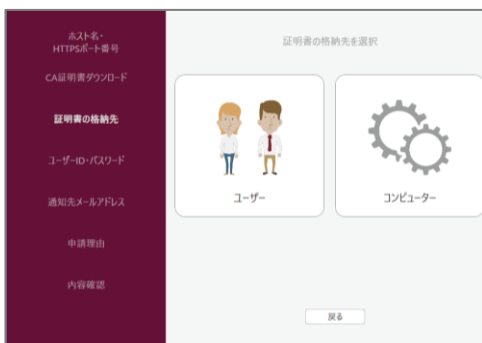 ホスト名・
HTTPSポート番号
CA証明書ダウンロード
証明書の格納先
ユーザーID・パスワード
通知先メールアドレス
申請理由
内容確認
証明書の格納先を選択
ユーザー
コンピューター
戻る